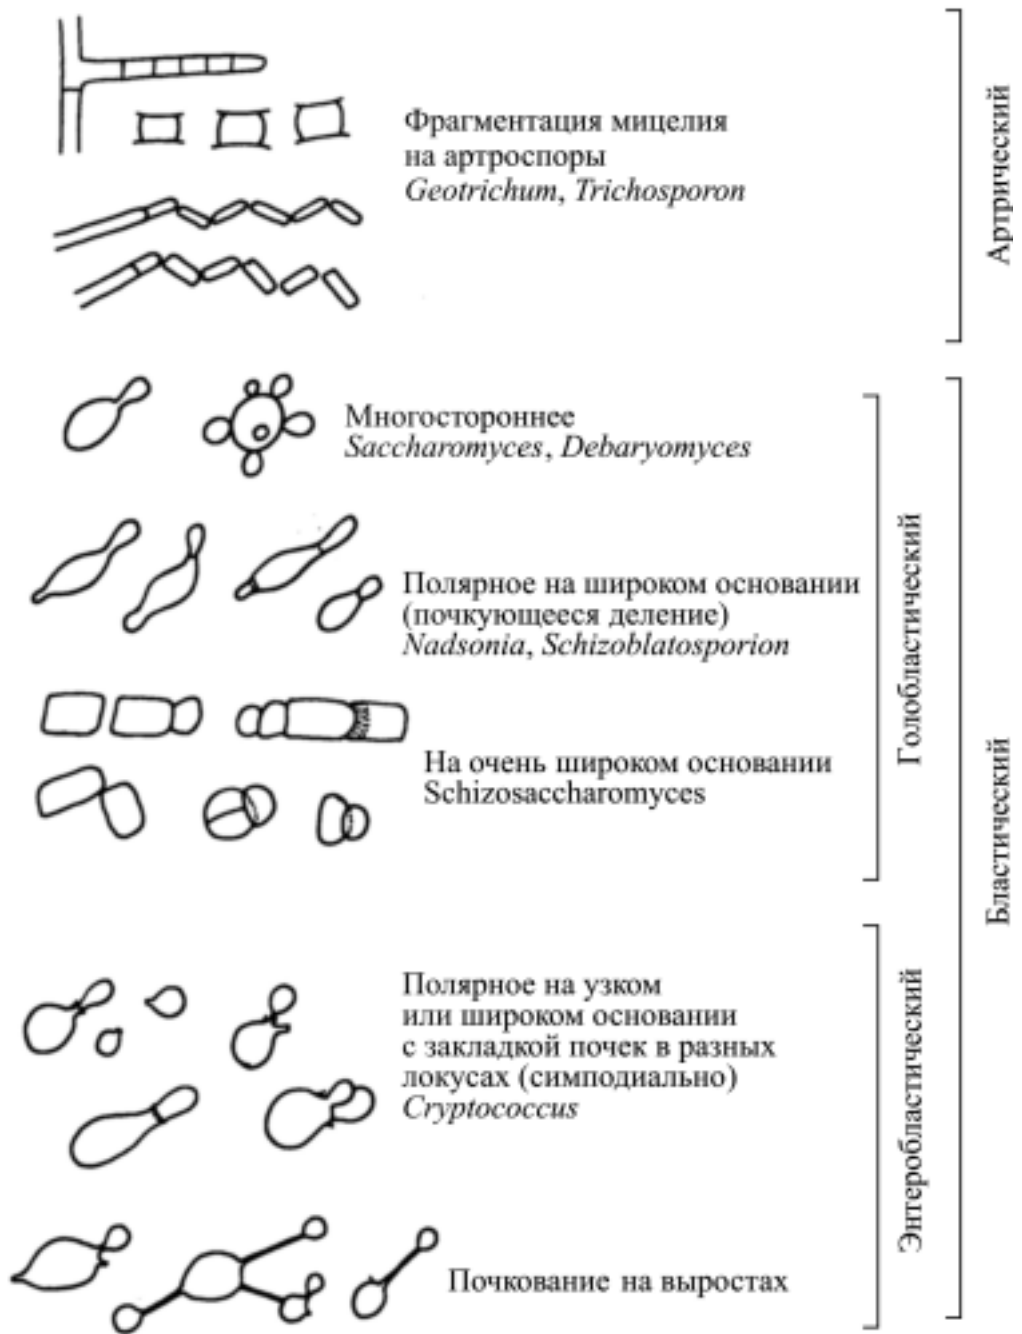 Фрагментация мицелия
на артроспоры
Geotrichum, Trichosporon
Артрический
Многостороннее
Saccharomyces, Debaryomyces
Полярное на широком основании
(почкующееся деление)
Nadsonia, Schizoblatosporion
На очень широком основании
Schizosaccharomyces
Голобластический
Бластический
Полярное на узком
или широком основании
с закладкой почек в разных
локусах (симподиально)
Cryptococcus
Почкование на выростах
Энтеробластический